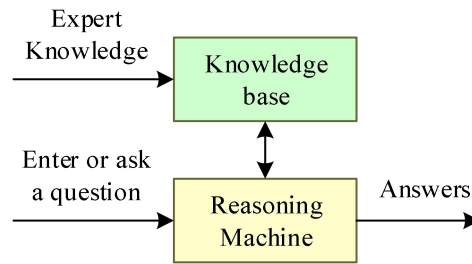 Expert
Knowledge
Knowledge
base
Enter or ask
a question
Reasoning
Machine
Answers